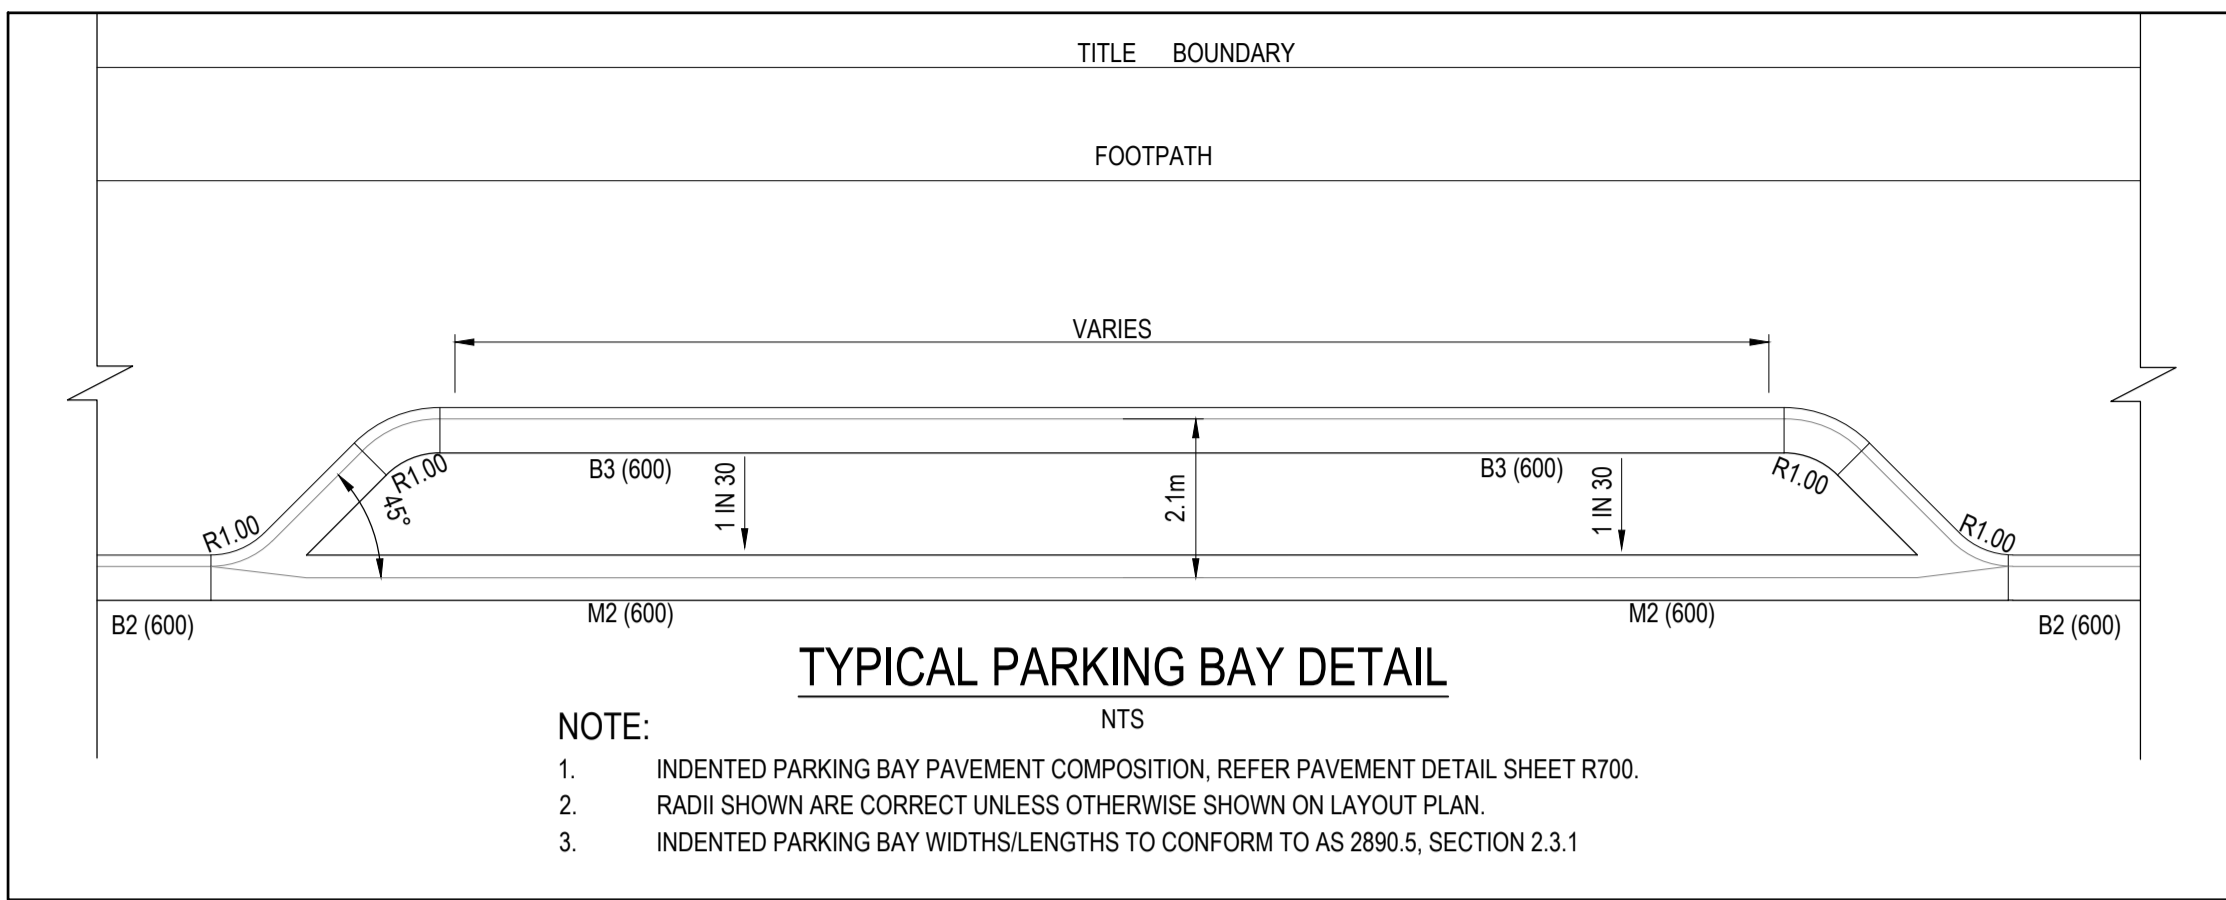 TITLE BOUNDARY
FOOTPATH
VARIES
R1.00
45°
R1.00
B3 (600)
1 IN 30
2.1m
B3 (600)
1 IN 30
R1.00
R1.00
B2 (600)
M2 (600)
M2 (600)
B2 (600)
TYPICAL PARKING BAY DETAIL
NTS
NOTE:
1. INDENTED PARKING BAY PAVEMENT COMPOSITION, REFER PAVEMENT DETAIL SHEET R700.
2. RADII SHOWN ARE CORRECT UNLESS OTHERWISE SHOWN ON LAYOUT PLAN.
3. INDENTED PARKING BAY WIDTHS/LENGTHS TO CONFORM TO AS 2890.5, SECTION 2.3.1